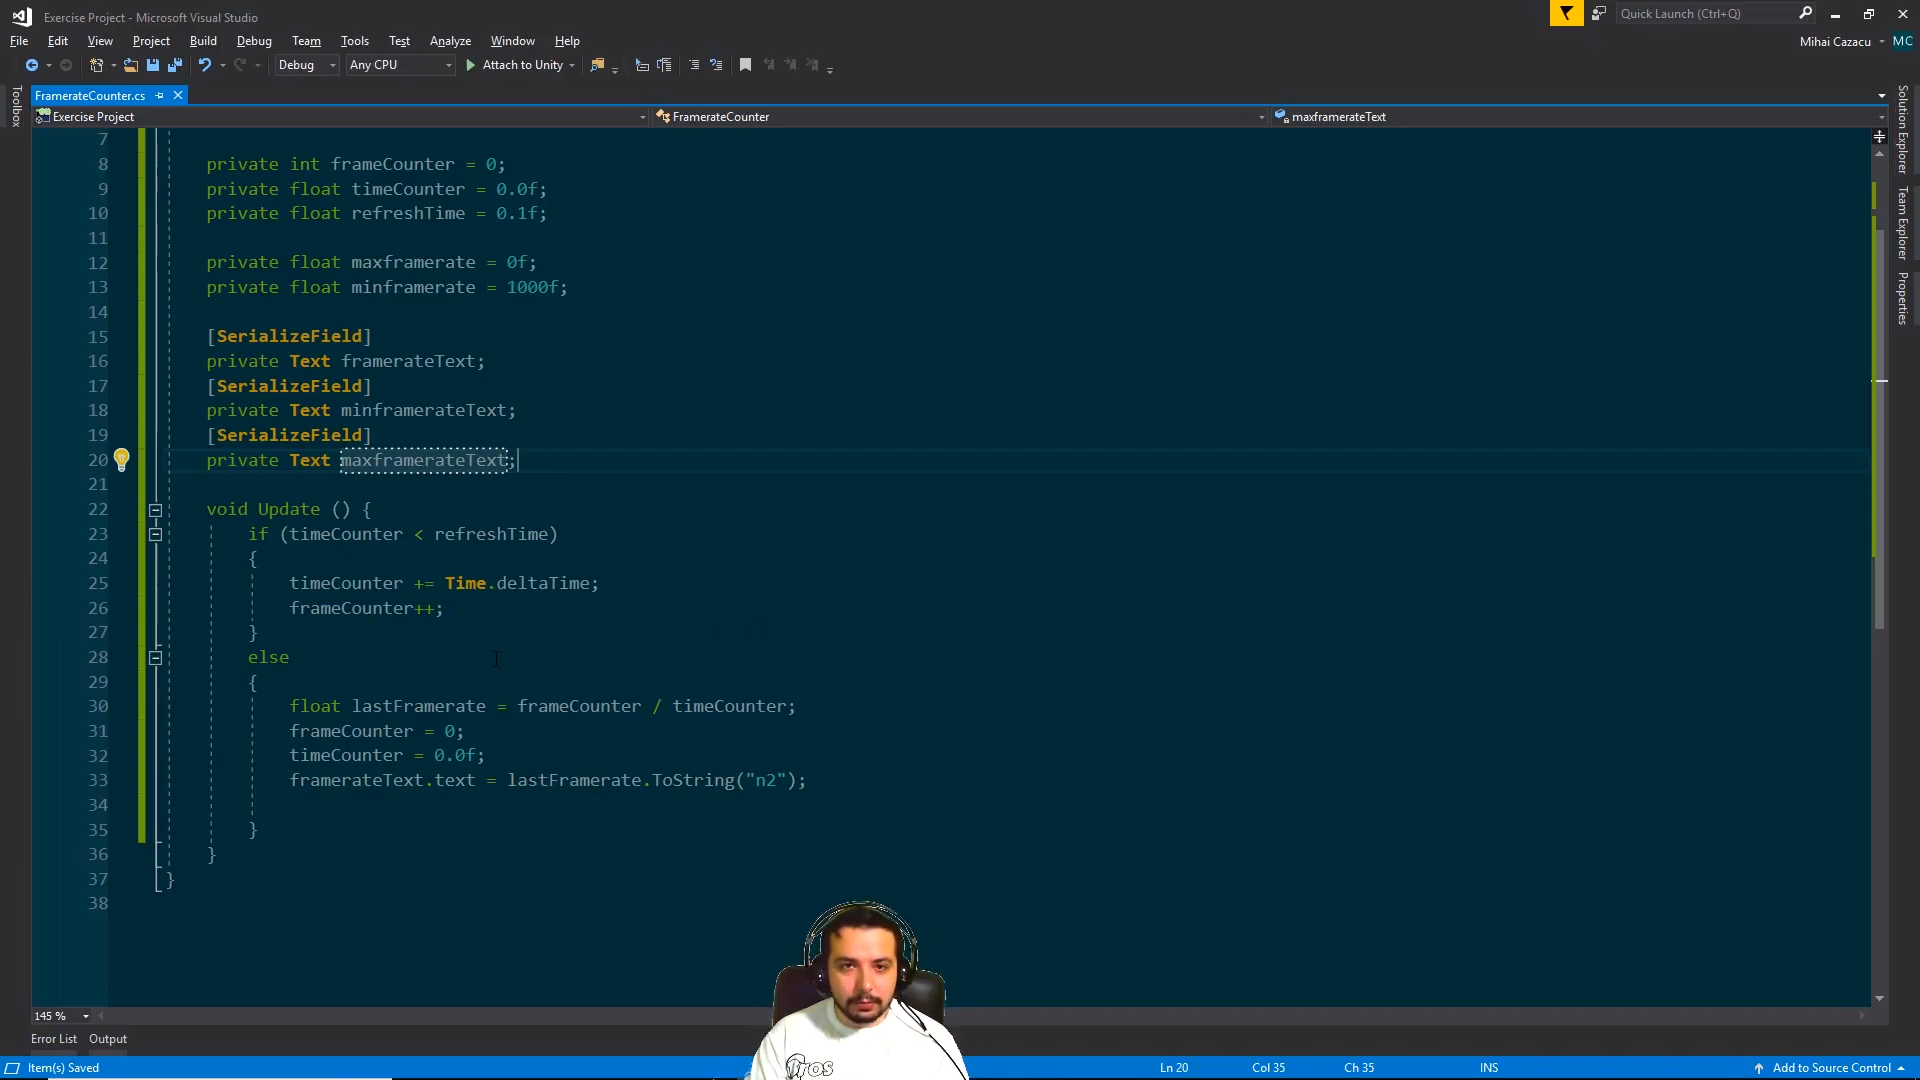 Exercise Project - Microsoft Visual Studio
Quick Launch (Ctrl+Q)
File Edit View Project Build Debug Team Tools Test Analyze Window Help
Mihai Cazacu MC
Debug Any CPU Attach to Unity
Toolbox
FramerateCounter.cs
Exercise Project FramerateCounter maxframerateText
Solution Explorer
Team Explorer
Properties
7
8 private int frameCounter = 0;
9 private float timeCounter = 0.0f;
10 private float refreshTime = 0.1f;
11
12 private float maxframerate = 0f;
13 private float minframerate = 1000f;
14
15 [SerializeField]
16 private Text framerateText;
17 [SerializeField]
18 private Text minframerateText;
19 [SerializeField]
20 private Text maxframerateText;
21
22 void Update () {
23 if (timeCounter < refreshTime)
24 {
25 timeCounter += Time.deltaTime;
26 frameCounter++;
27 }
28 else
29 {
30 float lastFramerate = frameCounter / timeCounter;
31 frameCounter = 0;
32 timeCounter = 0.0f;
33 framerateText.text = lastFramerate.ToString("n2");
34
35 }
36 }
37 }
38
145 %
Error List Output
Item(s) Saved
Ln 20 Col 35 Ch 35 INS
Add to Source Control